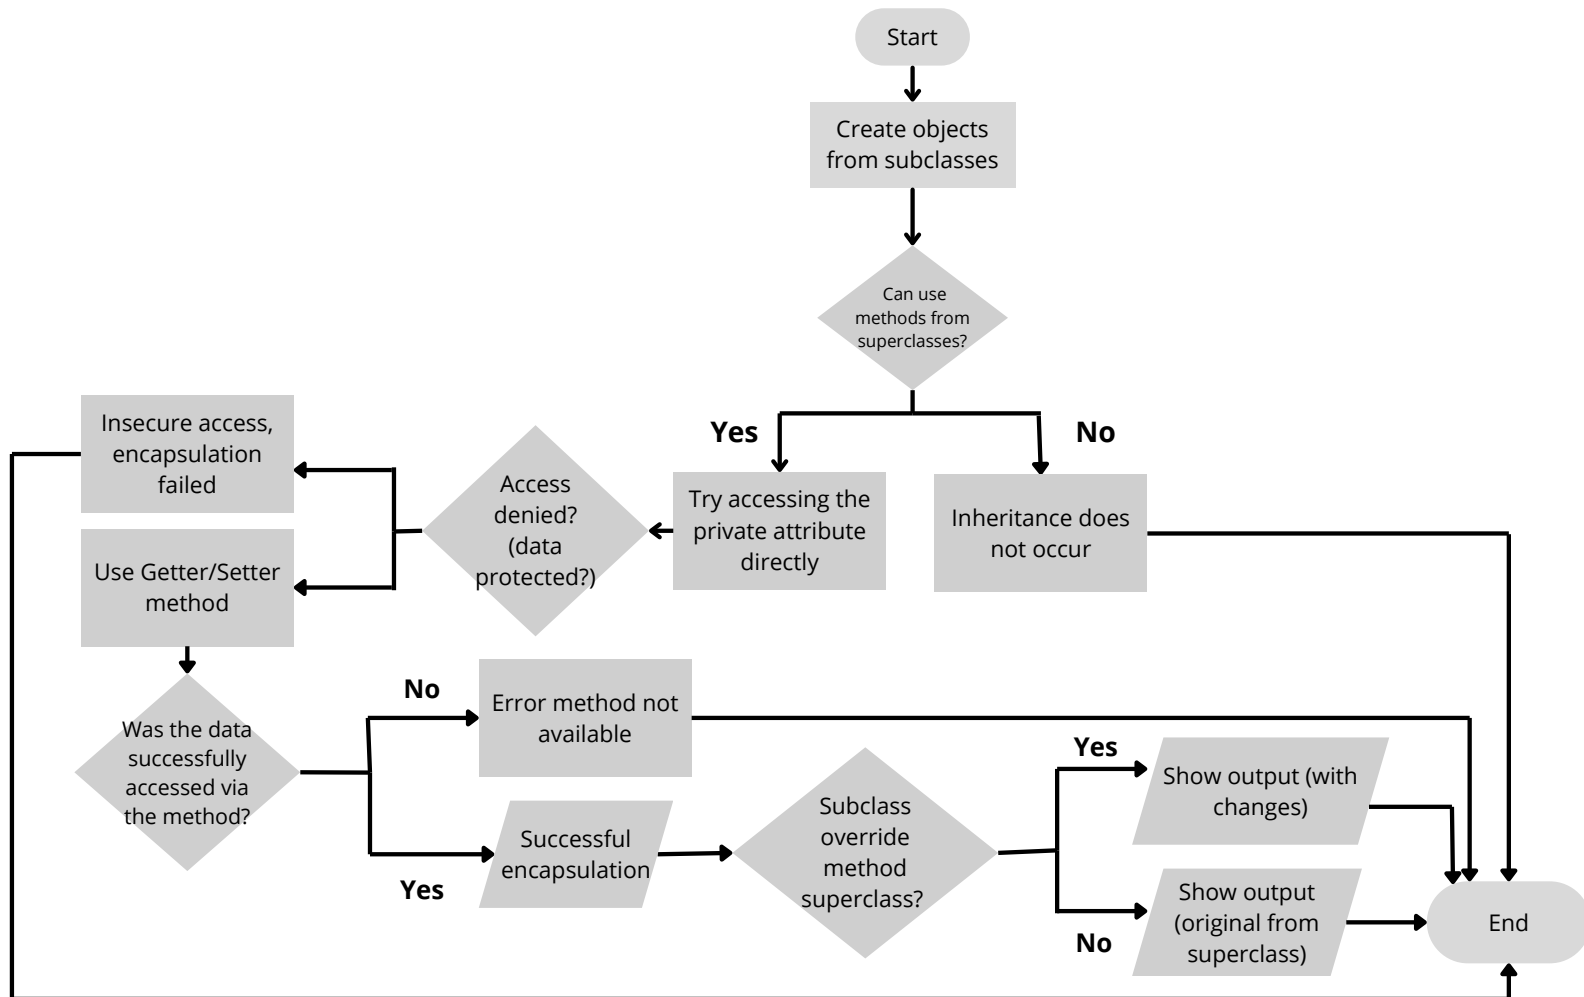 Start
Create objects
from subclasses
Can use
methods from
superclasses?
Yes
No
Insecure access,
encapsulation
failed
Access
denied?
(data
protected?)
Try accessing the
private attribute
directly
Inheritance does
not occur
Use Getter/Setter
method
Was the data
successfully
accessed via
the method?
No
Error method not
available
Yes
Successful
encapsulation
Subclass
override
method
superclass?
Yes
Show output (with
changes)
No
Show output
(original from
superclass)
End